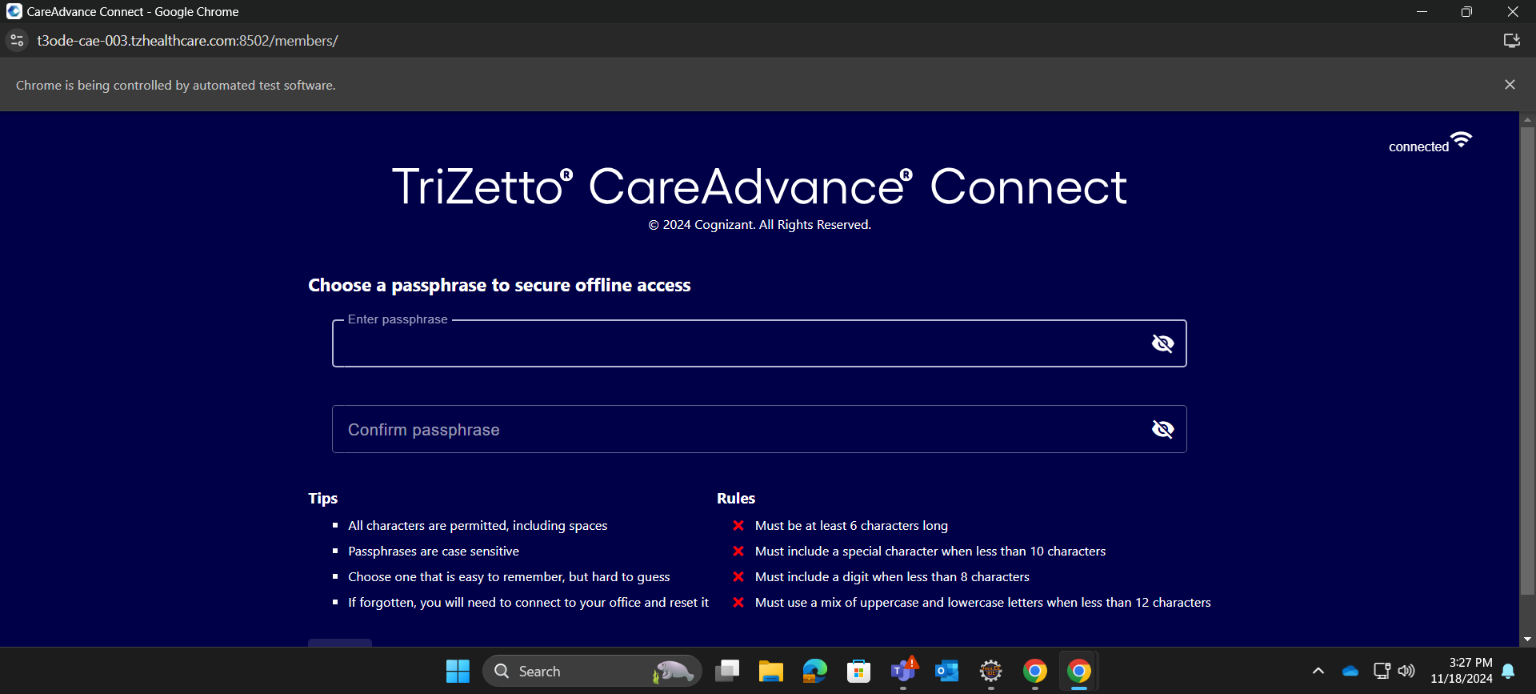 CareAdvance Connect - Google Chrome
t3ode-cae-003.tzhealthcare.com:8502/members/
Chrome is being controlled by automated test software.
connected
TriZetto® CareAdvance® Connect
© 2024 Cognizant. All Rights Reserved.
Choose a passphrase to secure offline access
Enter passphrase
Confirm passphrase
Tips
All characters are permitted, including spaces
Passphrases are case sensitive
Choose one that is easy to remember, but hard to guess
If forgotten, you will need to connect to your office and reset it
Rules
Must be at least 6 characters long
Must include a special character when less than 10 characters
Must include a digit when less than 8 characters
Must use a mix of uppercase and lowercase letters when less than 12 characters
Search
3:27 PM
11/18/2024